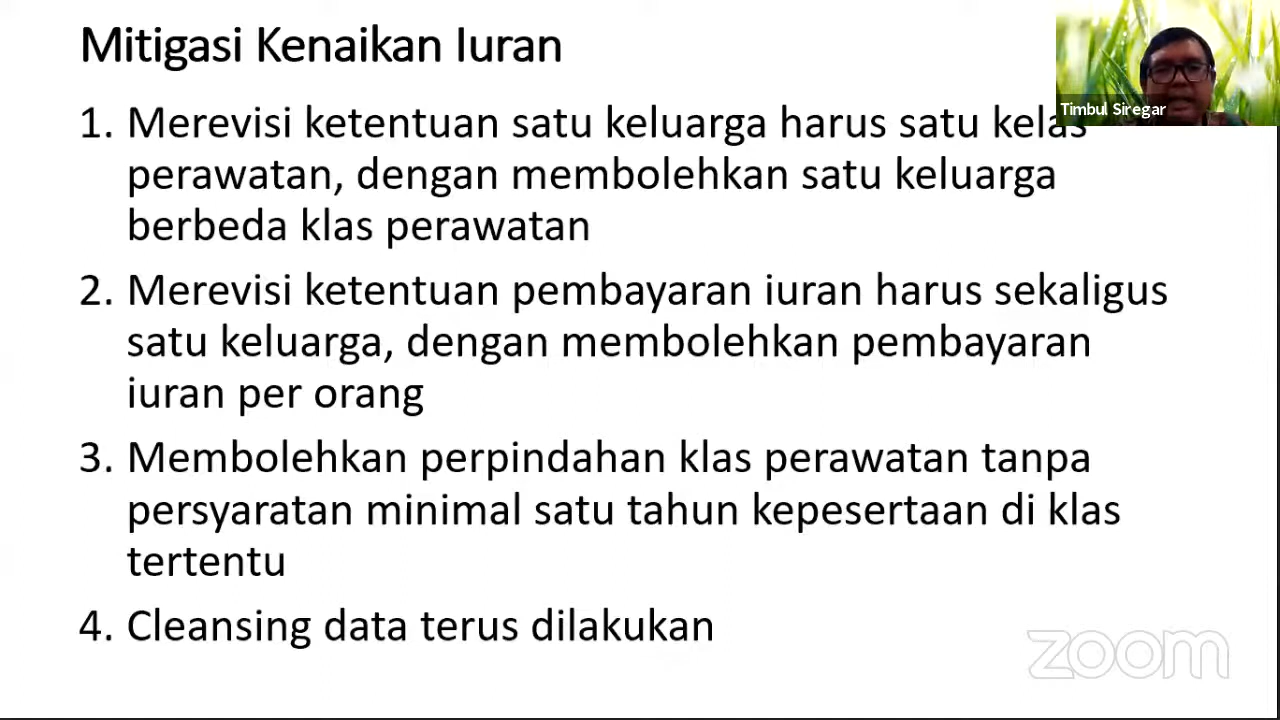 Mitigasi Kenaikan Iuran
Timbul Siregar
1. Merevisi ketentuan satu keluarga harus satu kelas
perawatan, dengan membolehkan satu keluarga
berbeda klas perawatan
2. Merevisi ketentuan pembayaran iuran harus sekaligus
satu keluarga, dengan membolehkan pembayaran
iuran per orang
3. Membolehkan perpindahan klas perawatan tanpa
persyaratan minimal satu tahun kepesertaan di klas
tertentu
4. Cleansing data terus dilakukan
zoom